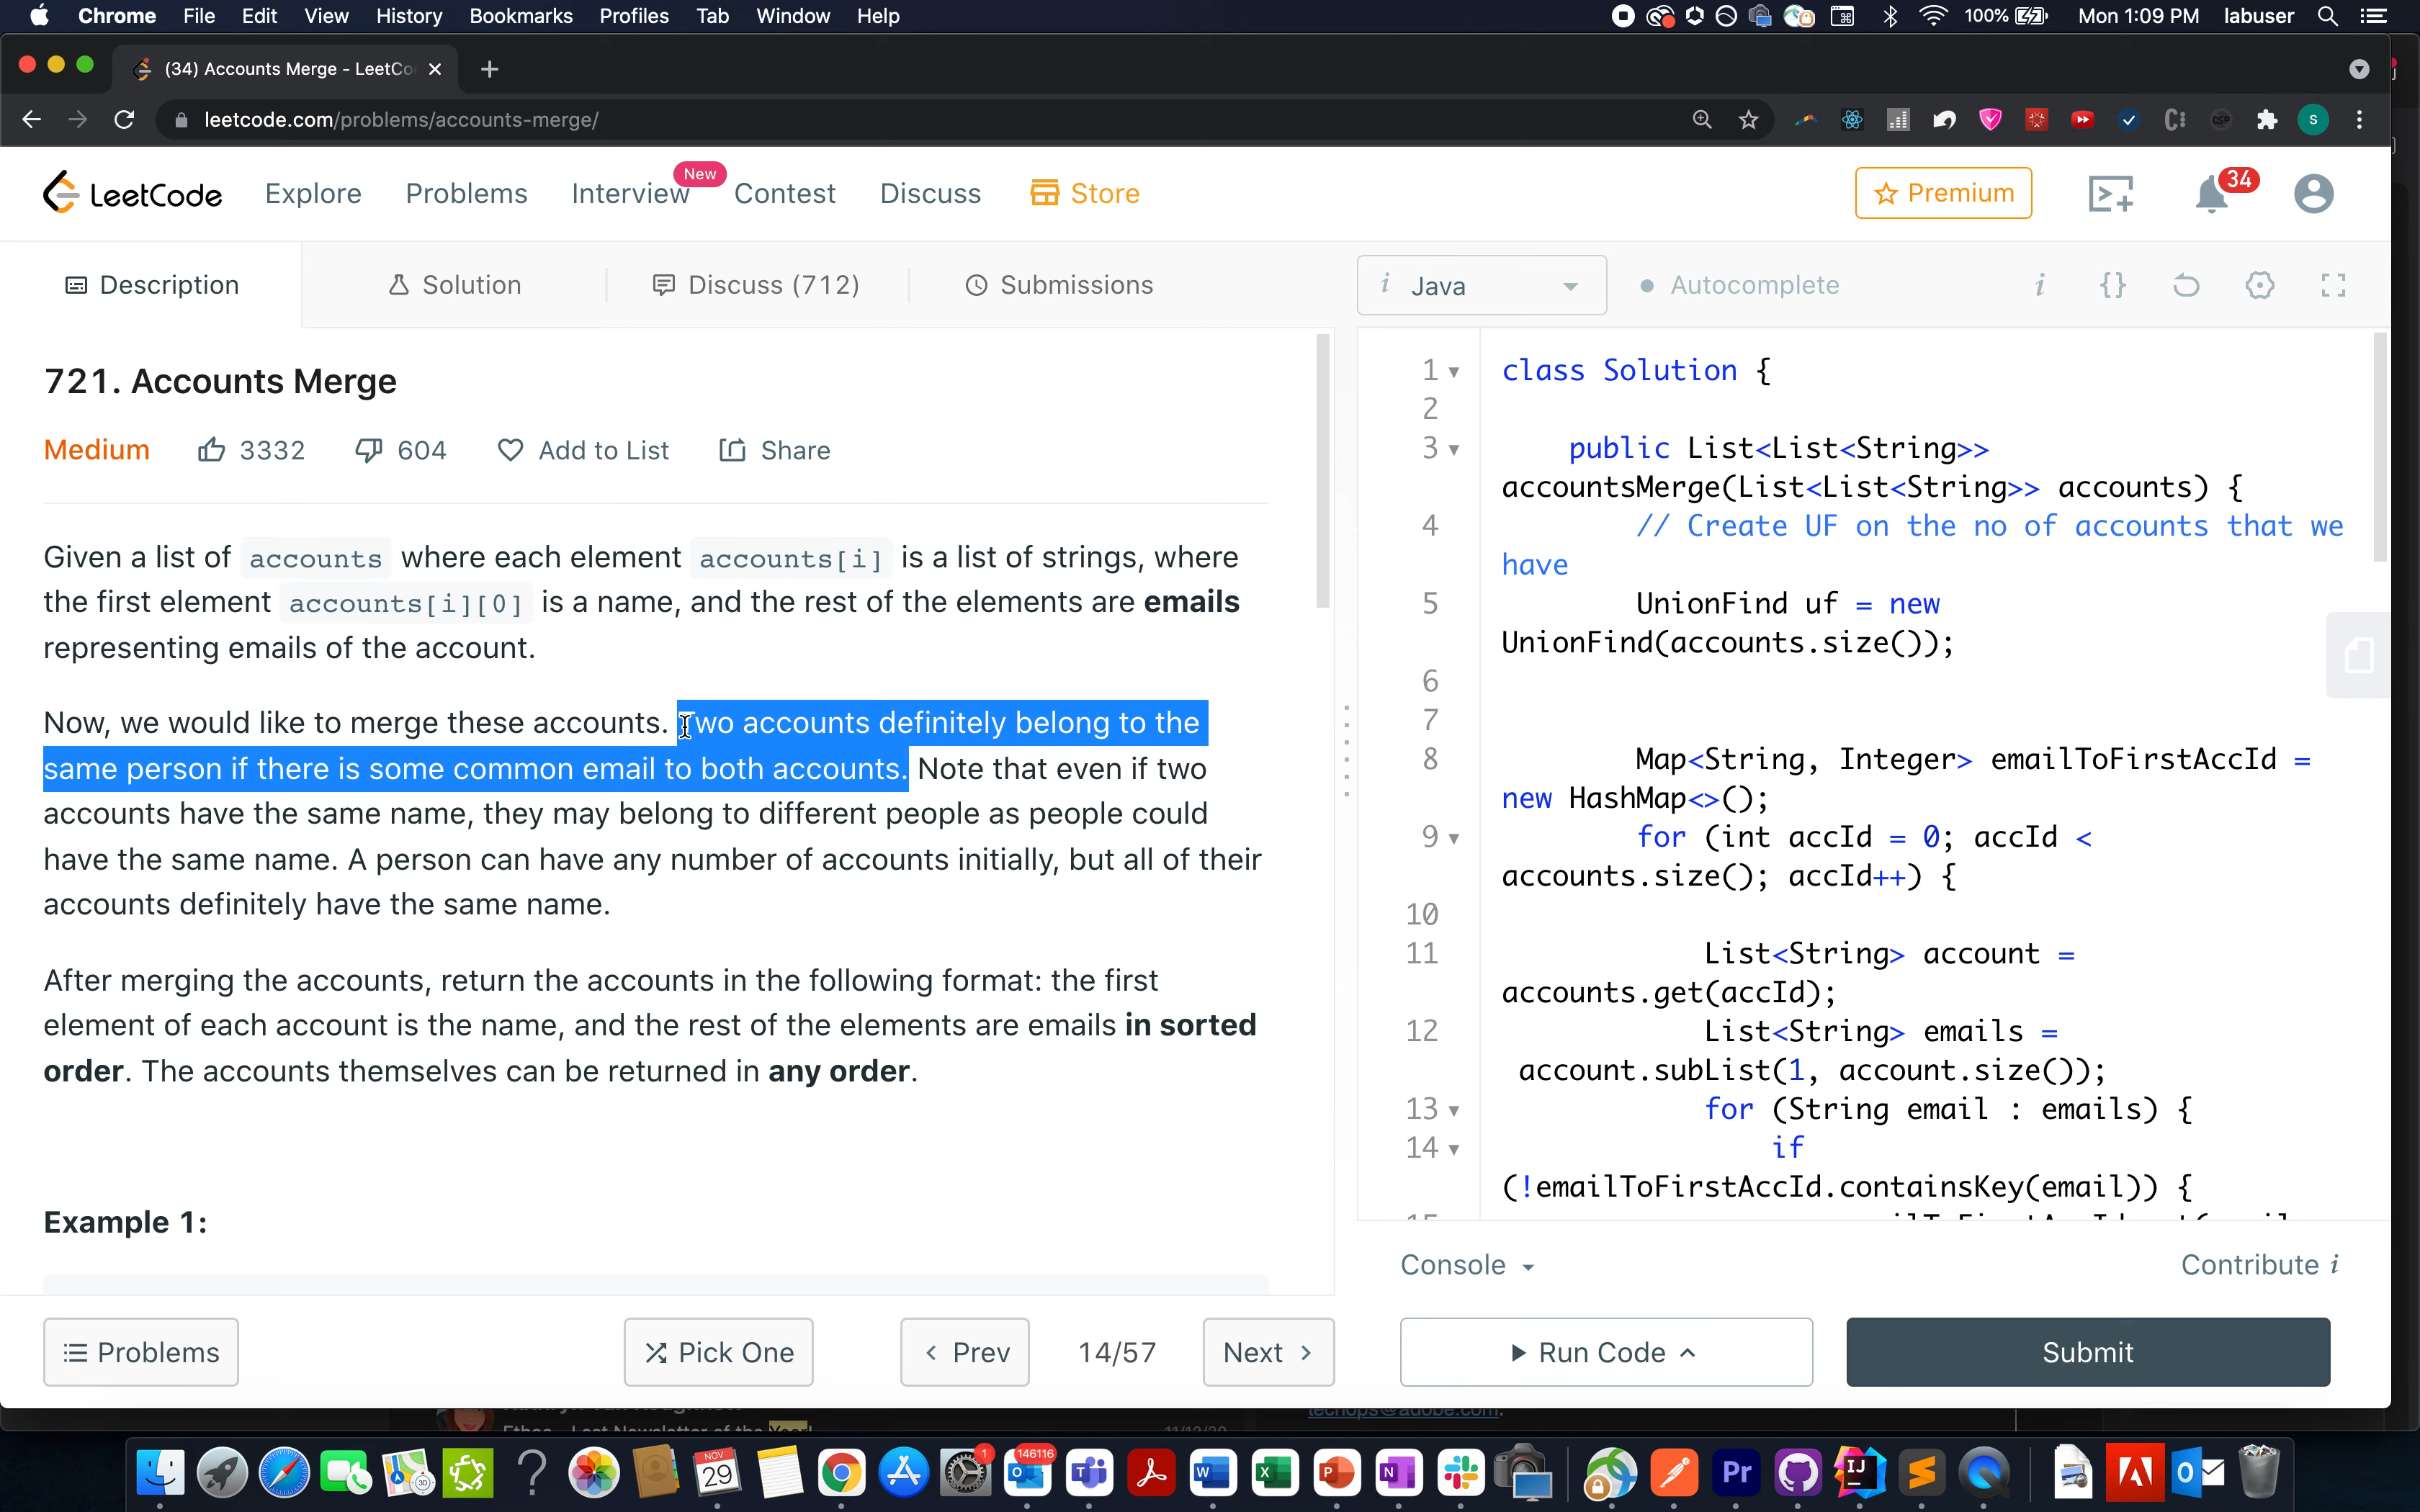 Chrome File Edit View History Bookmarks Profiles Tab Window Help 100% Mon 1:09 PM labuser
(34) Accounts Merge - LeetCo
leetcode.com/problems/accounts-merge/
LeetCode Explore Problems Interview New Contest Discuss Store Premium 34
Description Solution Discuss (712) Submissions
i Java Autocomplete i {}
721. Accounts Merge
Medium 3332 604 Add to List Share
Given a list of accounts where each element accounts[i] is a list of strings, where
the first element accounts[i][0] is a name, and the rest of the elements are emails
representing emails of the account.
Now, we would like to merge these accounts. Two accounts definitely belong to the
same person if there is some common email to both accounts. Note that even if two
accounts have the same name, they may belong to different people as people could
have the same name. A person can have any number of accounts initially, but all of their
accounts definitely have the same name.
After merging the accounts, return the accounts in the following format: the first
element of each account is the name, and the rest of the elements are emails in sorted
order. The accounts themselves can be returned in any order.
Example 1:
1 class Solution {
2
3 public List<List<String>>
accountsMerge(List<List<String>> accounts) {
4 // Create UF on the no of accounts that we
have
5 UnionFind uf = new
UnionFind(accounts.size());
6
7
8 Map<String, Integer> emailToFirstAccId =
new HashMap<>();
9 for (int accId = 0; accId <
accounts.size(); accId++) {
10
11 List<String> account =
accounts.get(accId);
12 List<String> emails =
account.subList(1, account.size());
13 for (String email : emails) {
14 if
(!emailToFirstAccId.containsKey(email)) {
Console Contribute i
Problems Pick One Prev 14/57 Next Run Code Submit
techops@adobe.com.
NOV 29 1 146116